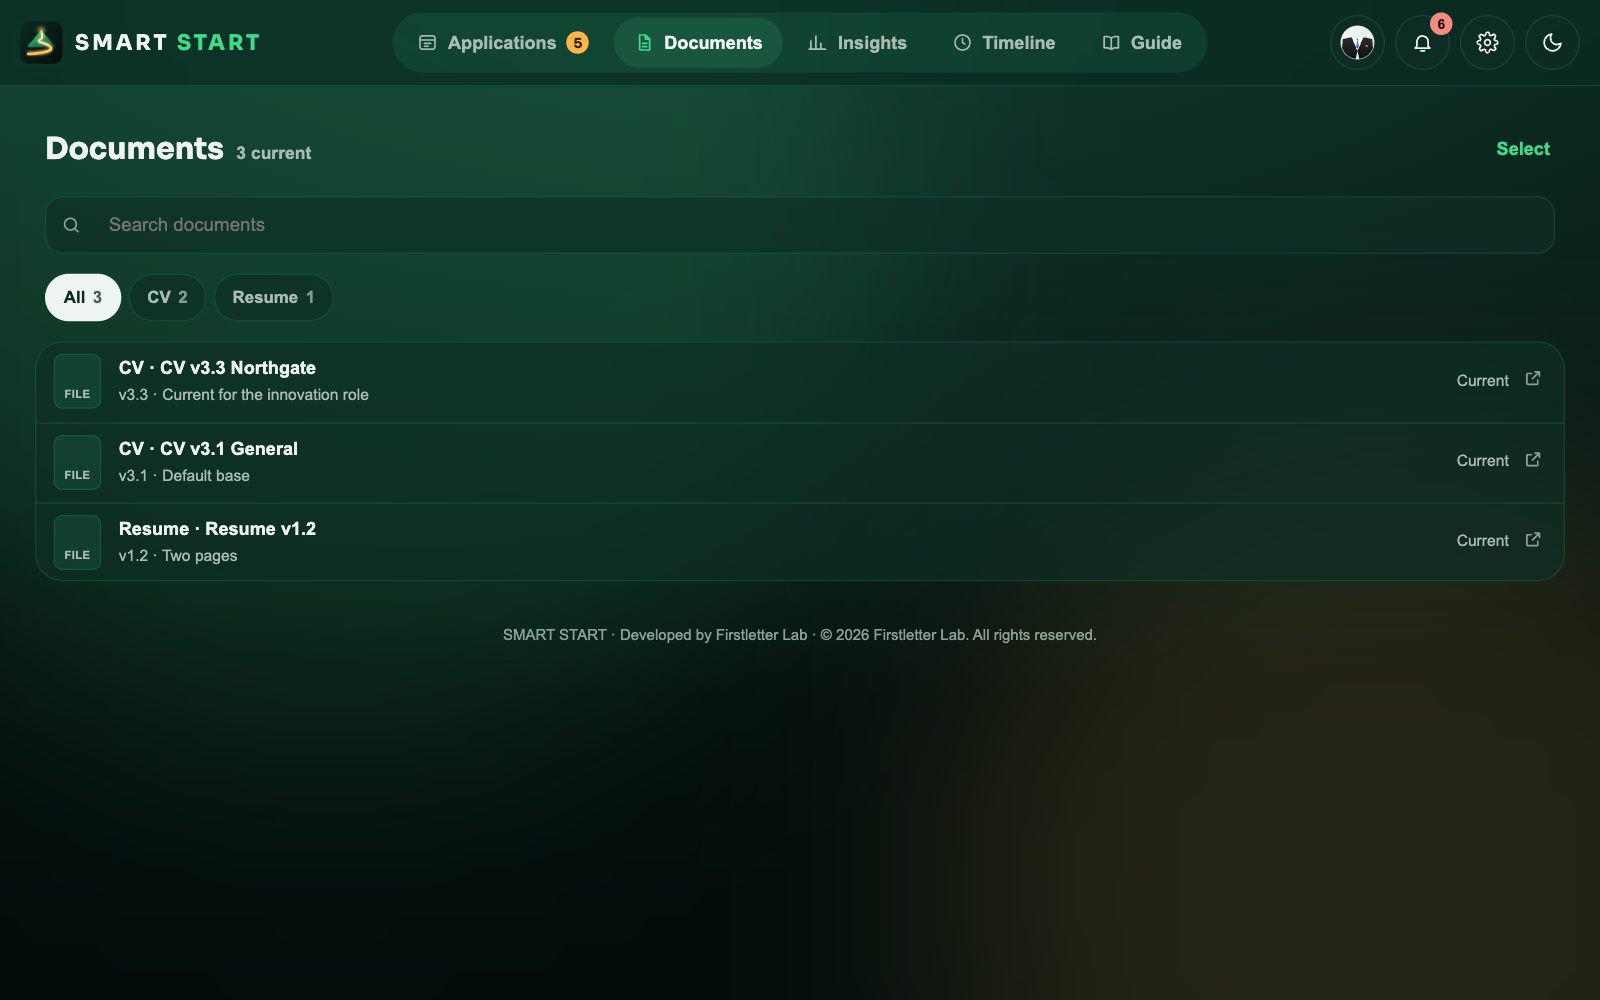 SMART START
Applications 5
Documents
Insights
Timeline
Guide
6
Documents 3 current
Select
Search documents
All 3
CV 2
Resume 1
FILE
CV · CV v3.3 Northgate
v3.3 · Current for the innovation role
Current
FILE
CV · CV v3.1 General
v3.1 · Default base
Current
FILE
Resume · Resume v1.2
v1.2 · Two pages
Current
SMART START · Developed by Firstletter Lab · © 2026 Firstletter Lab. All rights reserved.